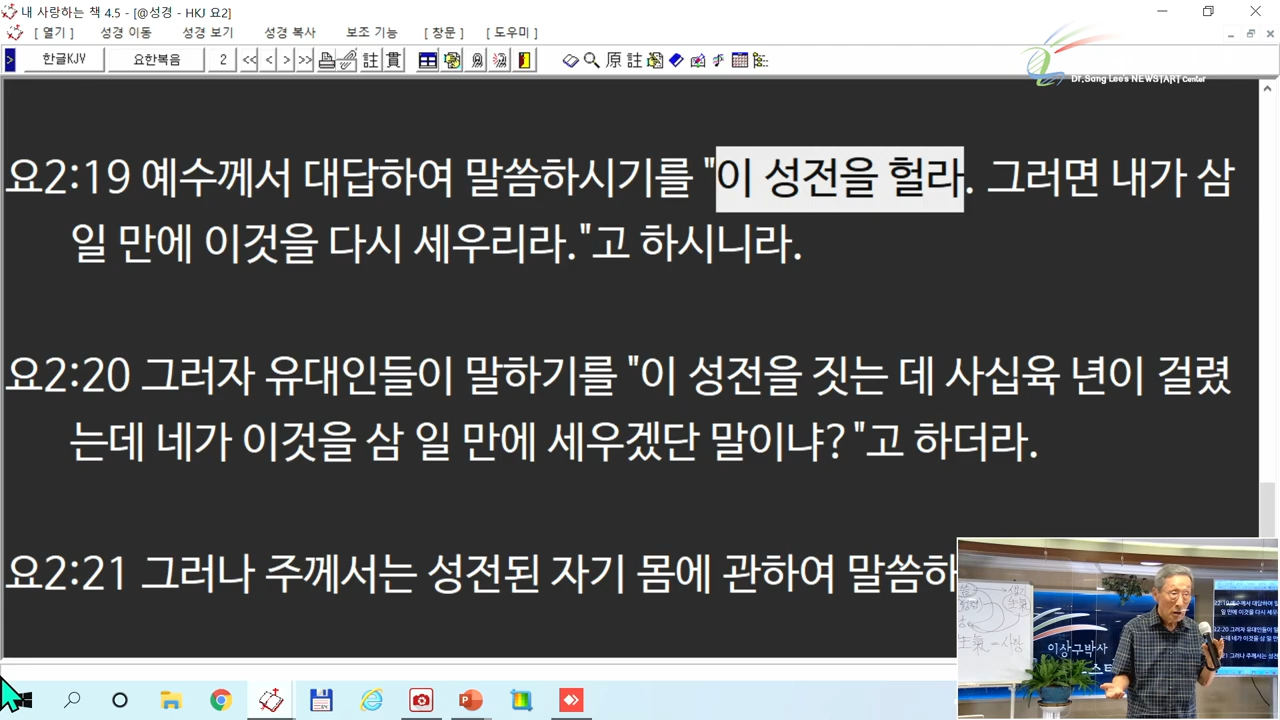 내 사랑하는 책 4.5 - [@성경 - HKJ 요2]
[ 열기 ] 성경 이동 성경 보기 성경 복사 보조 기능 [ 창문 ] [ 도우미 ]
한글KJV 요한복음 2 << < > >> 註 貫 原 註
Dr.Sang Lee's NEWSTART Center
요2:19 예수께서 대답하여 말씀하시기를 "이 성전을 헐라. 그러면 내가 삼
일 만에 이것을 다시 세우리라."고 하시니라.
요2:20 그러자 유대인들이 말하기를 "이 성전을 짓는 데 사십육 년이 걸렸
는데 네가 이것을 삼 일 만에 세우겠단 말이냐?"고 하더라.
요2:21 그러나 주께서는 성전된 자기 몸에 관하여 말씀하
이상구박사
生氣